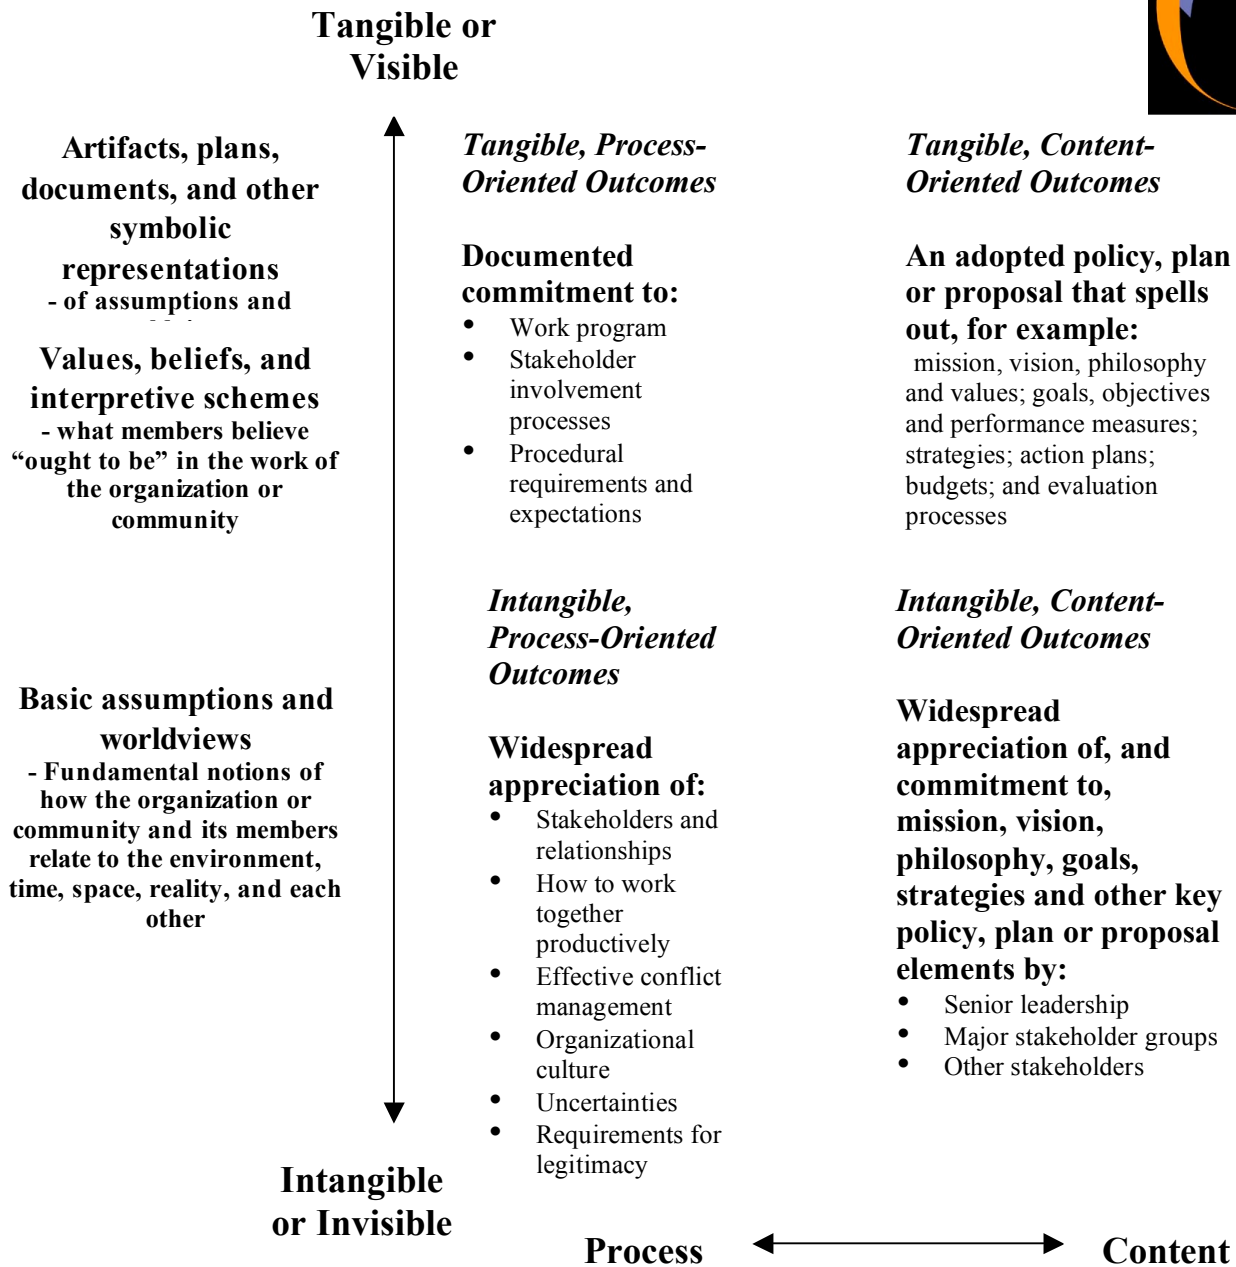 Tangible or
Visible
Artifacts, plans,
documents, and other
symbolic
representations
- of assumptions and
Values, beliefs, and
interpretive schemes
- what members believe
“ought to be” in the work of
the organization or
community
Basic assumptions and
worldviews
- Fundamental notions of
how the organization or
community and its members
relate to the environment,
time, space, reality, and each
other
Tangible, Process-
Oriented Outcomes
Documented
commitment to:
• Work program
• Stakeholder
involvement
processes
• Procedural
requirements and
expectations
Tangible, Content-
Oriented Outcomes
An adopted policy, plan
or proposal that spells
out, for example:
mission, vision, philosophy
and values; goals, objectives
and performance measures;
strategies; action plans;
budgets; and evaluation
processes
Intangible,
Process-Oriented
Outcomes
Widespread
appreciation of:
• Stakeholders and
relationships
• How to work
together
productively
• Effective conflict
management
• Organizational
culture
• Uncertainties
• Requirements for
legitimacy
Intangible, Content-
Oriented Outcomes
Widespread
appreciation of, and
commitment to,
mission, vision,
philosophy, goals,
strategies and other key
policy, plan or proposal
elements by:
• Senior leadership
• Major stakeholder groups
• Other stakeholders
Intangible
or Invisible
Process
Content